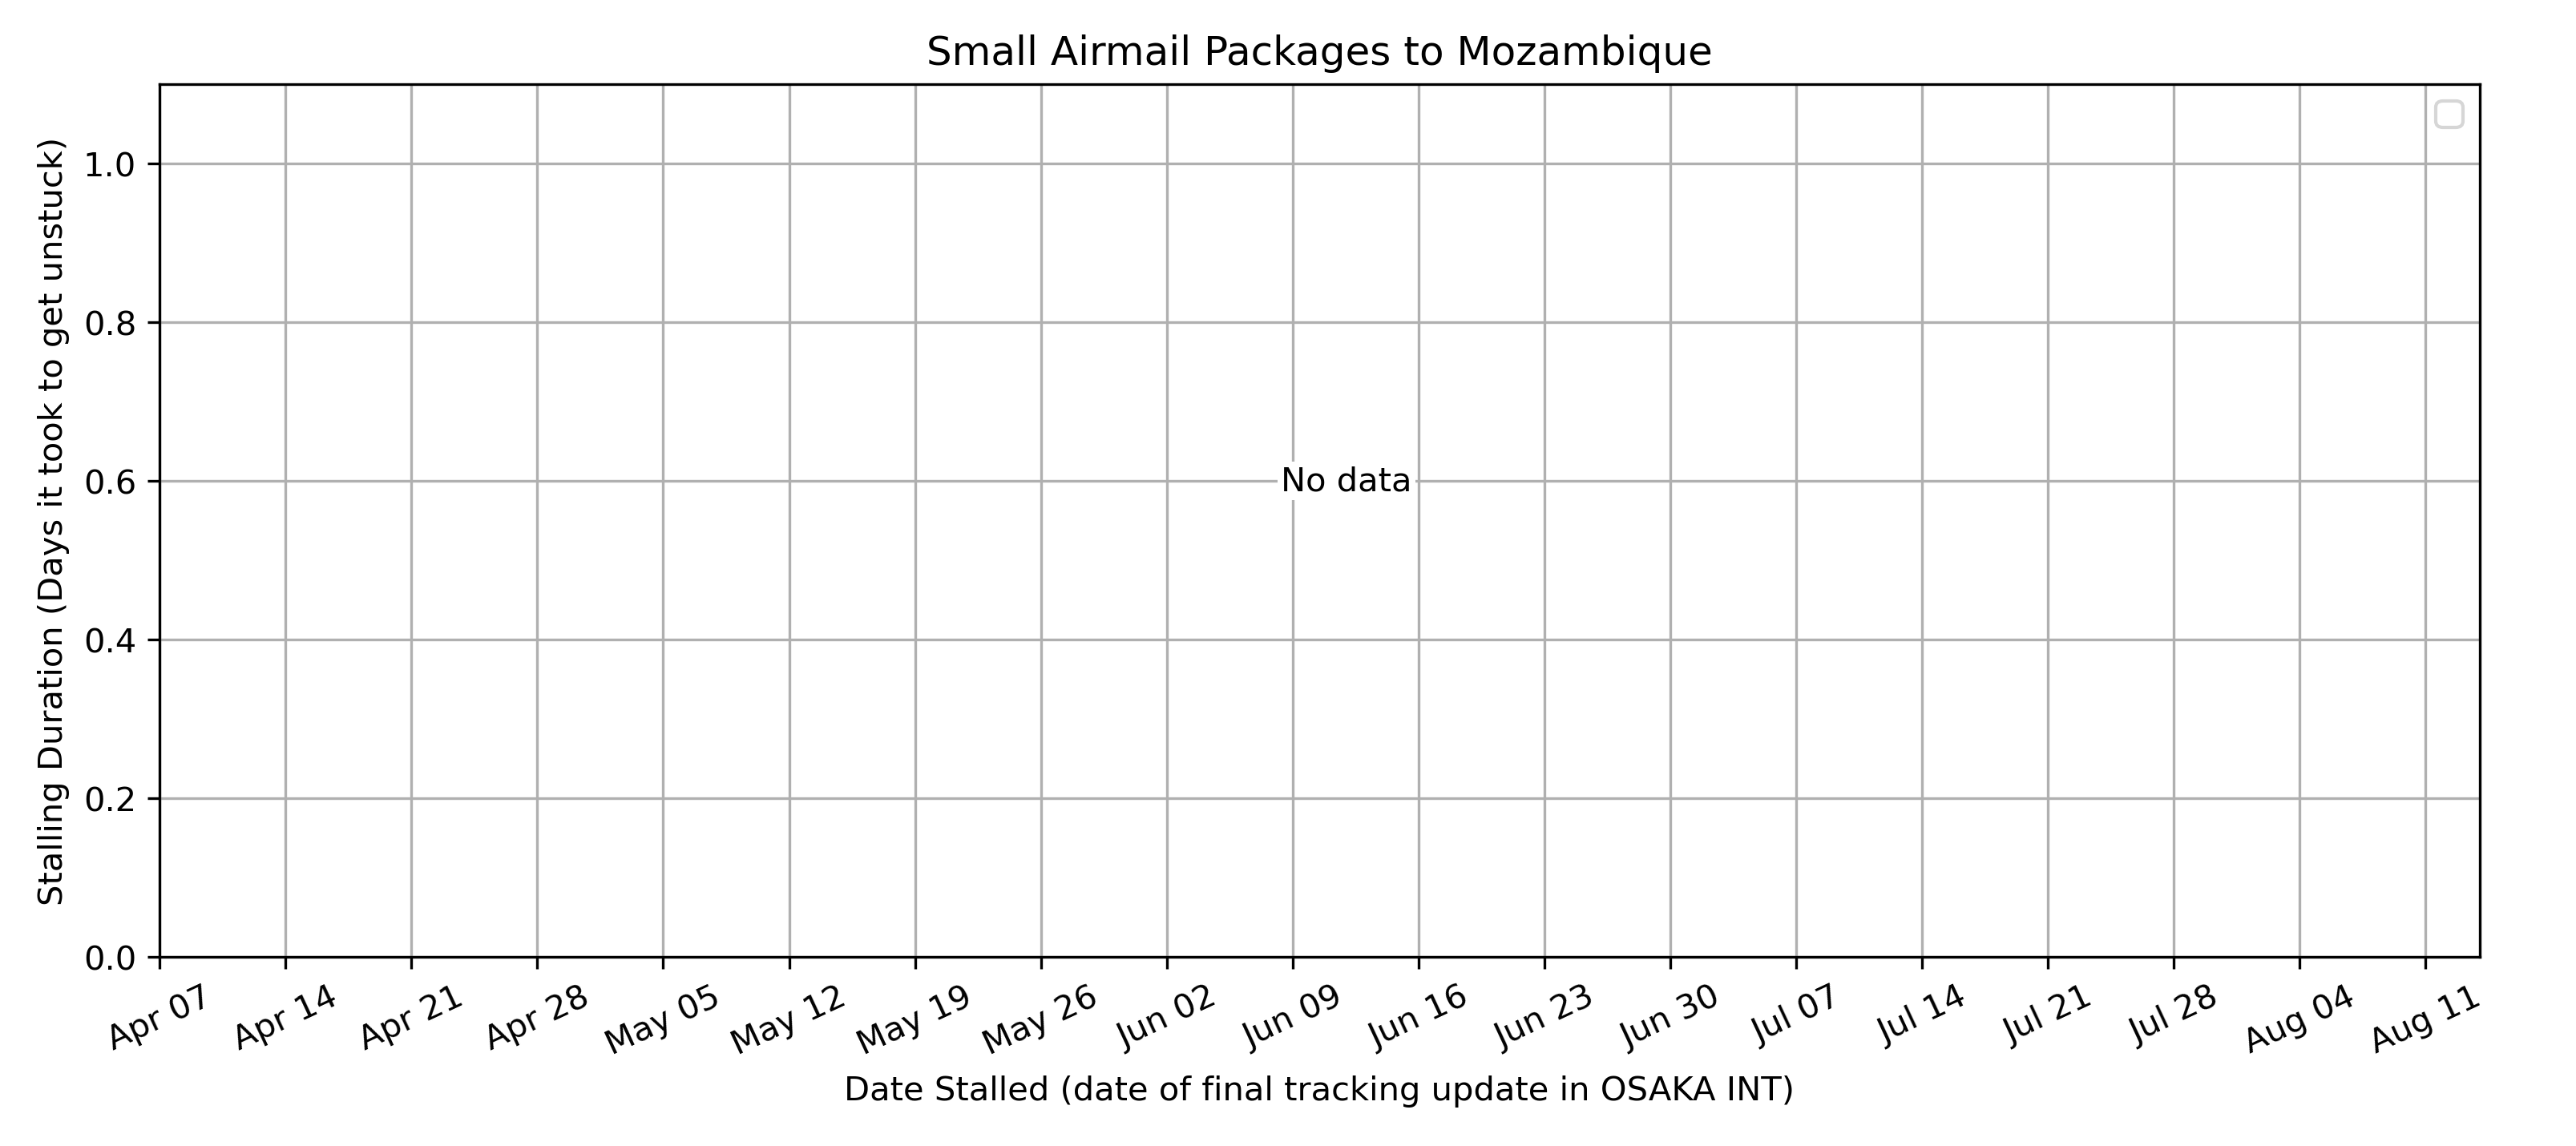 Small Airmail Packages to Mozambique
Stalling Duration (Days it took to get unstuck)
1.0
0.8
0.6
0.4
0.2
0.0
No data
Apr 07 Apr 14 Apr 21 Apr 28 May 05 May 12 May 19 May 26 Jun 02 Jun 09 Jun 16 Jun 23 Jun 30 Jul 07 Jul 14 Jul 21 Jul 28 Aug 04 Aug 11
Date Stalled (date of final tracking update in OSAKA INT)